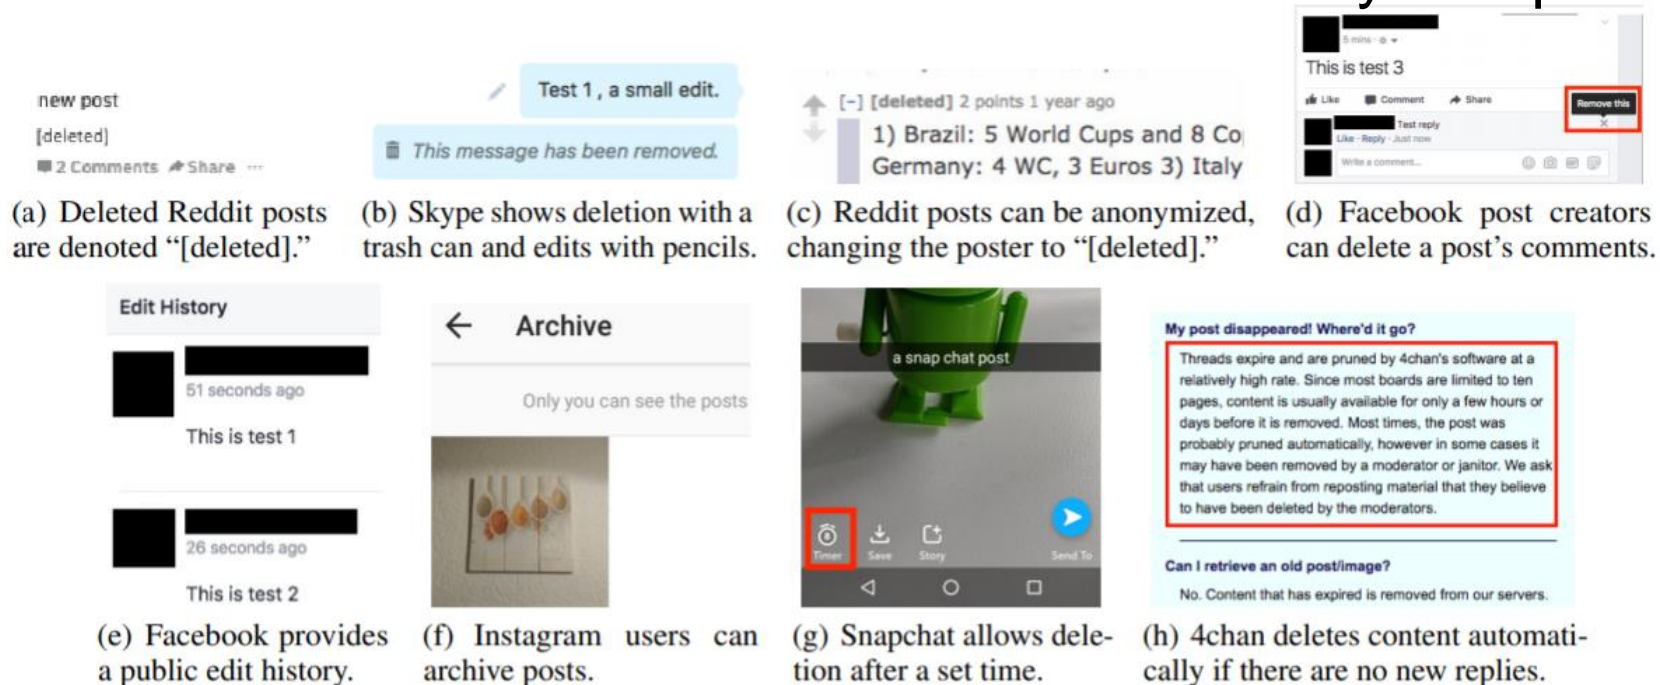 new post
[deleted]
2 Comments Share ...
Test 1 , a small edit.
This message has been removed.
[-] [deleted] 2 points 1 year ago
1) Brazil: 5 World Cups and 8 Co
Germany: 4 WC, 3 Euros 3) Italy
5 mins
This is test 3
Like Comment Share
Remove this
Test reply
Like · Reply · Just now
Write a comment...
(a) Deleted Reddit posts
are denoted “[deleted].”
(b) Skype shows deletion with a
trash can and edits with pencils.
(c) Reddit posts can be anonymized,
changing the poster to “[deleted].”
(d) Facebook post creators
can delete a post’s comments.
Edit History
51 seconds ago
This is test 1
26 seconds ago
This is test 2
Archive
Only you can see the posts
a snap chat post
Timer Save Story Send To
My post disappeared! Where'd it go?
Threads expire and are pruned by 4chan's software at a
relatively high rate. Since most boards are limited to ten
pages, content is usually available for only a few hours or
days before it is removed. Most times, the post was
probably pruned automatically, however in some cases it
may have been removed by a moderator or janitor. We ask
that users refrain from reposting material that they believe
to have been deleted by the moderators.
Can I retrieve an old post/image?
No. Content that has expired is removed from our servers.
(e) Facebook provides
a public edit history.
(f) Instagram users can
archive posts.
(g) Snapchat allows dele-
tion after a set time.
(h) 4chan deletes content automati-
cally if there are no new replies.